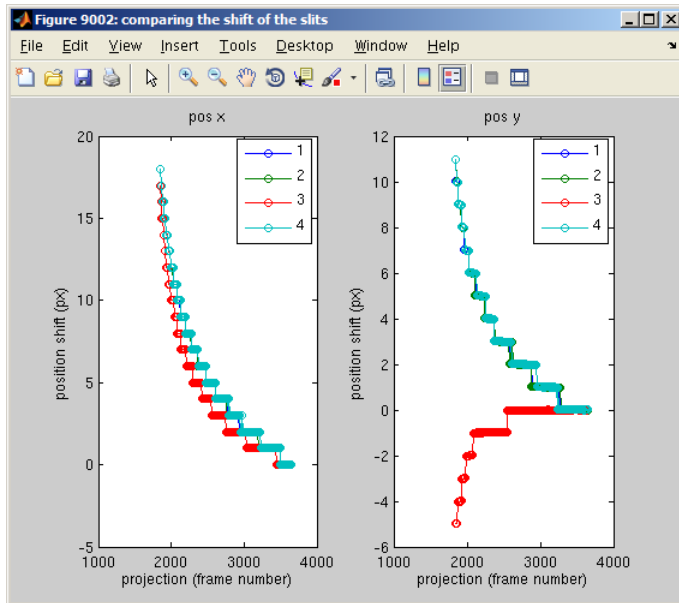 Figure 9002: comparing the shift of the slits
File Edit View Insert Tools Desktop Window Help
pos x
20
15
10
5
0
-5
1000 2000 3000 4000
position shift (px)
projection (frame number)
1
2
3
4
pos y
12
10
8
6
4
2
0
-2
-4
-6
1000 2000 3000 4000
position shift (px)
projection (frame number)
1
2
3
4